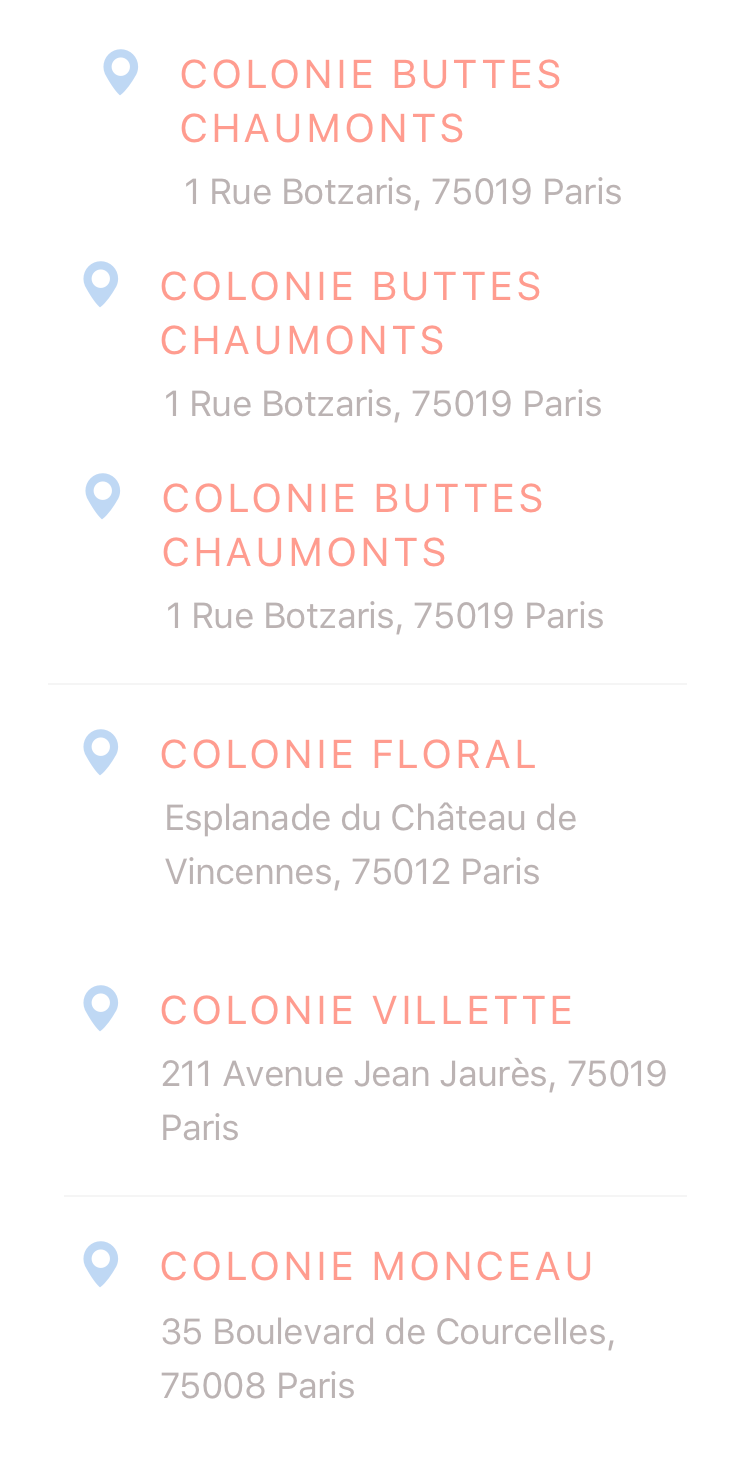 COLONIE BUTTES
CHAUMONTS
1 Rue Botzaris, 75019 Paris
COLONIE BUTTES
CHAUMONTS
1 Rue Botzaris, 75019 Paris
COLONIE BUTTES
CHAUMONTS
1 Rue Botzaris, 75019 Paris
COLONIE FLORAL
Esplanade du Château de
Vincennes, 75012 Paris
COLONIE VILLETTE
211 Avenue Jean Jaurès, 75019
Paris
COLONIE MONCEAU
35 Boulevard de Courcelles,
75008 Paris